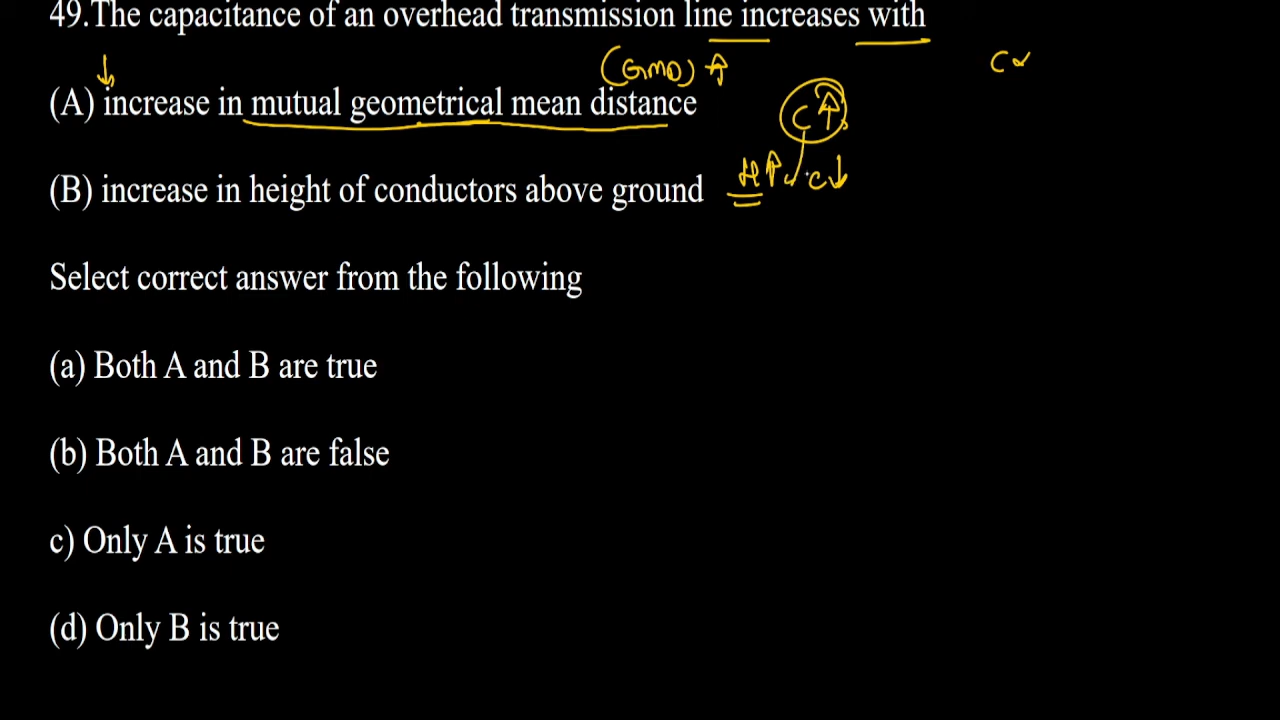 49.The capacitance of an overhead transmission line increases with
(GMD) ↑
C∝
(A) increase in mutual geometrical mean distance
C↑
(B) increase in height of conductors above ground
H↑ C↓
Select correct answer from the following
(a) Both A and B are true
(b) Both A and B are false
c) Only A is true
(d) Only B is true